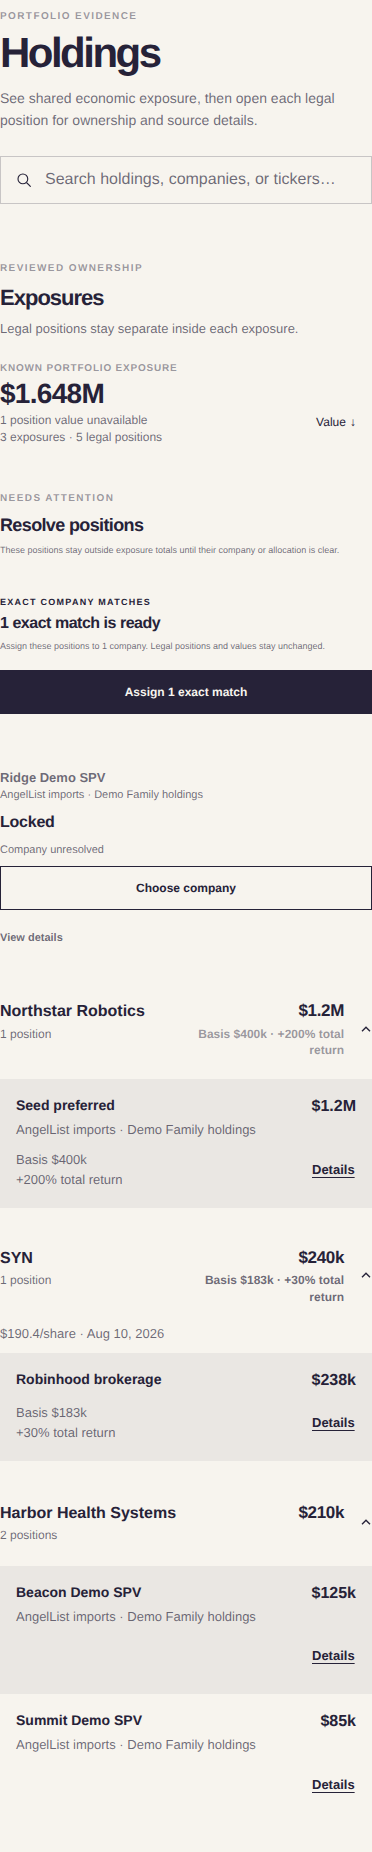 PORTFOLIO EVIDENCE
Holdings
See shared economic exposure, then open each legal
position for ownership and source details.
Search holdings, companies, or tickers…
REVIEWED OWNERSHIP
Exposures
Legal positions stay separate inside each exposure.
KNOWN PORTFOLIO EXPOSURE
$1.648M
1 position value unavailable
3 exposures · 5 legal positions
Value ↓
NEEDS ATTENTION
Resolve positions
These positions stay outside exposure totals until their company or allocation is clear.
EXACT COMPANY MATCHES
1 exact match is ready
Assign these positions to 1 company. Legal positions and values stay unchanged.
Assign 1 exact match
Ridge Demo SPV
AngelList imports · Demo Family holdings
Locked
Company unresolved
Choose company
View details
Northstar Robotics
$1.2M
1 position
Basis $400k · +200% total
return
Seed preferred
$1.2M
AngelList imports · Demo Family holdings
Basis $400k
+200% total return
Details
SYN
$240k
1 position
Basis $183k · +30% total
return
$190.4/share · Aug 10, 2026
Robinhood brokerage
$238k
Basis $183k
+30% total return
Details
Harbor Health Systems
$210k
2 positions
Beacon Demo SPV
$125k
AngelList imports · Demo Family holdings
Details
Summit Demo SPV
$85k
AngelList imports · Demo Family holdings
Details